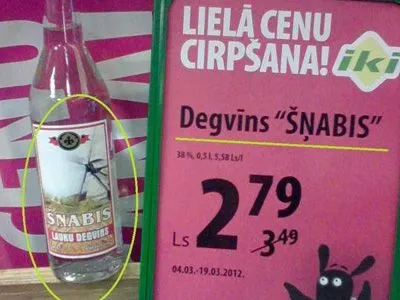 ŠŅABIS
LAUKU DEGVĪNS
LIELĀ CENU
CIRPŠANA!
iki
Degvīns “ŠŅABIS”
38 %, 0,5 l, 5,58 Ls/l
Ls 2 79
3 49
04.03.-19.03.2012.